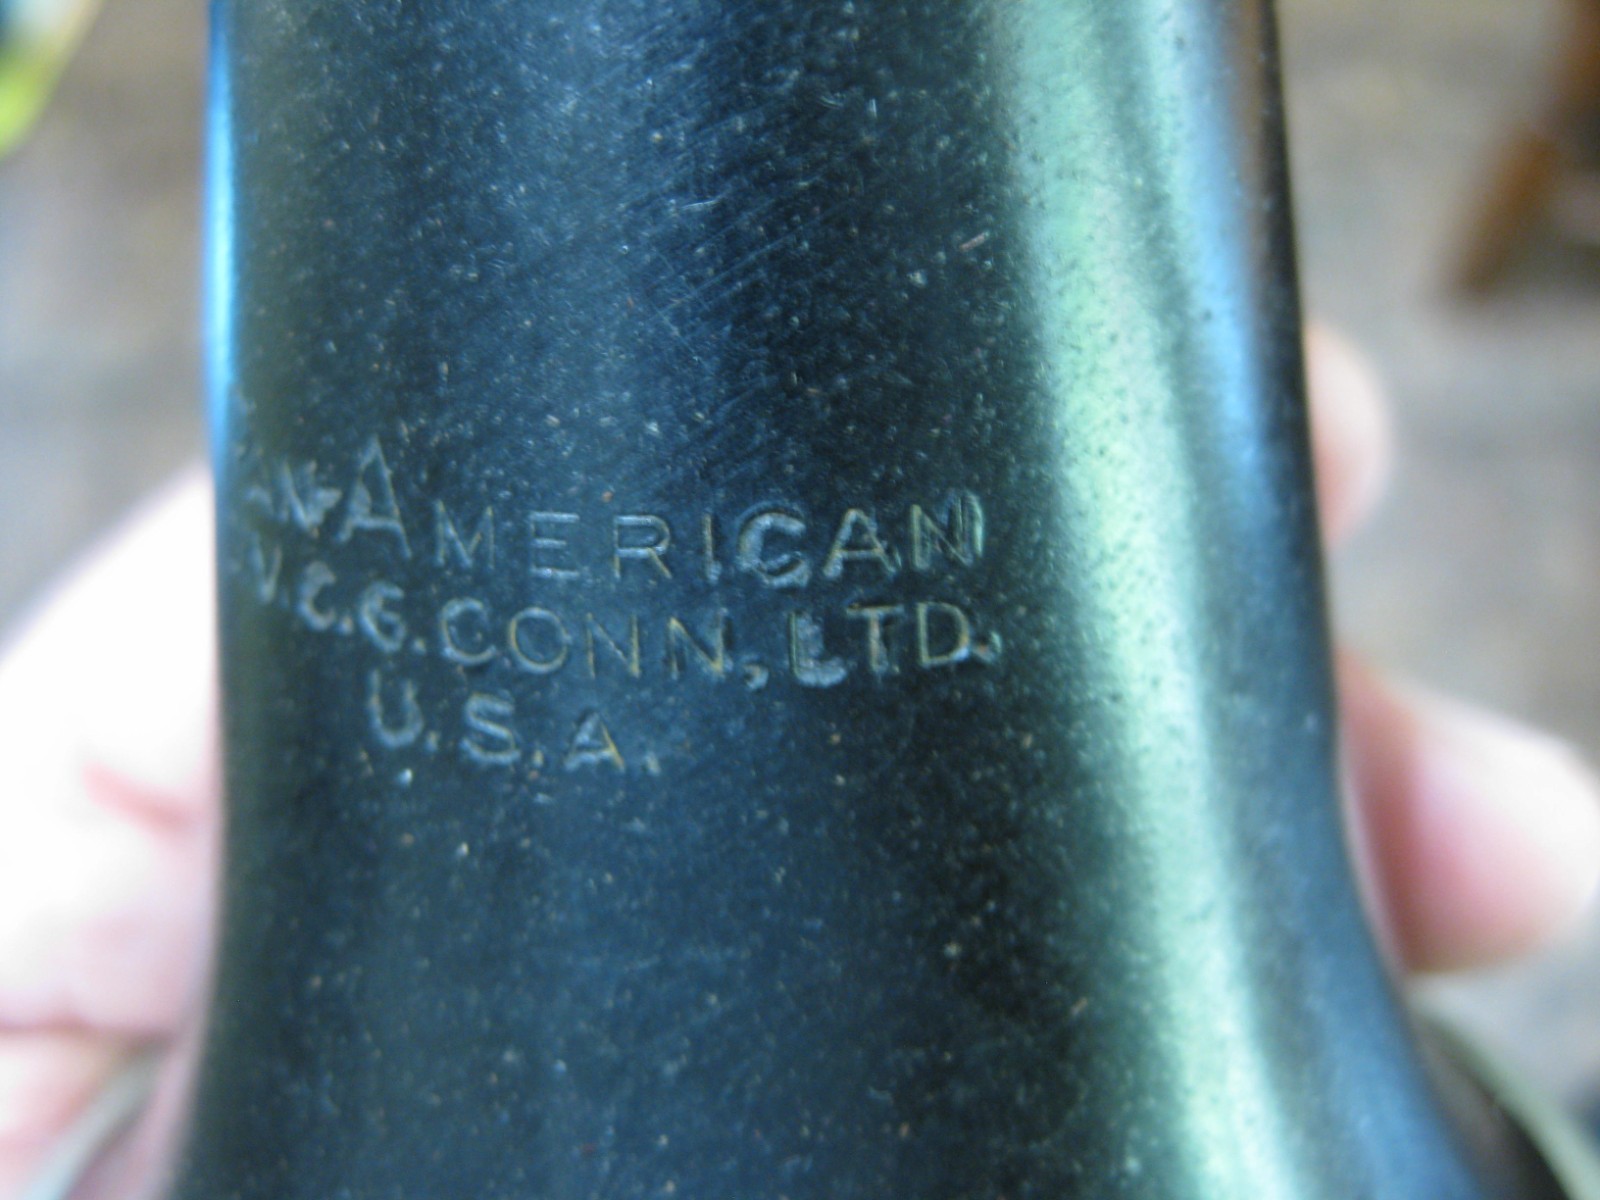 AMERICAN
C.G. CONN, LTD.
U.S.A.